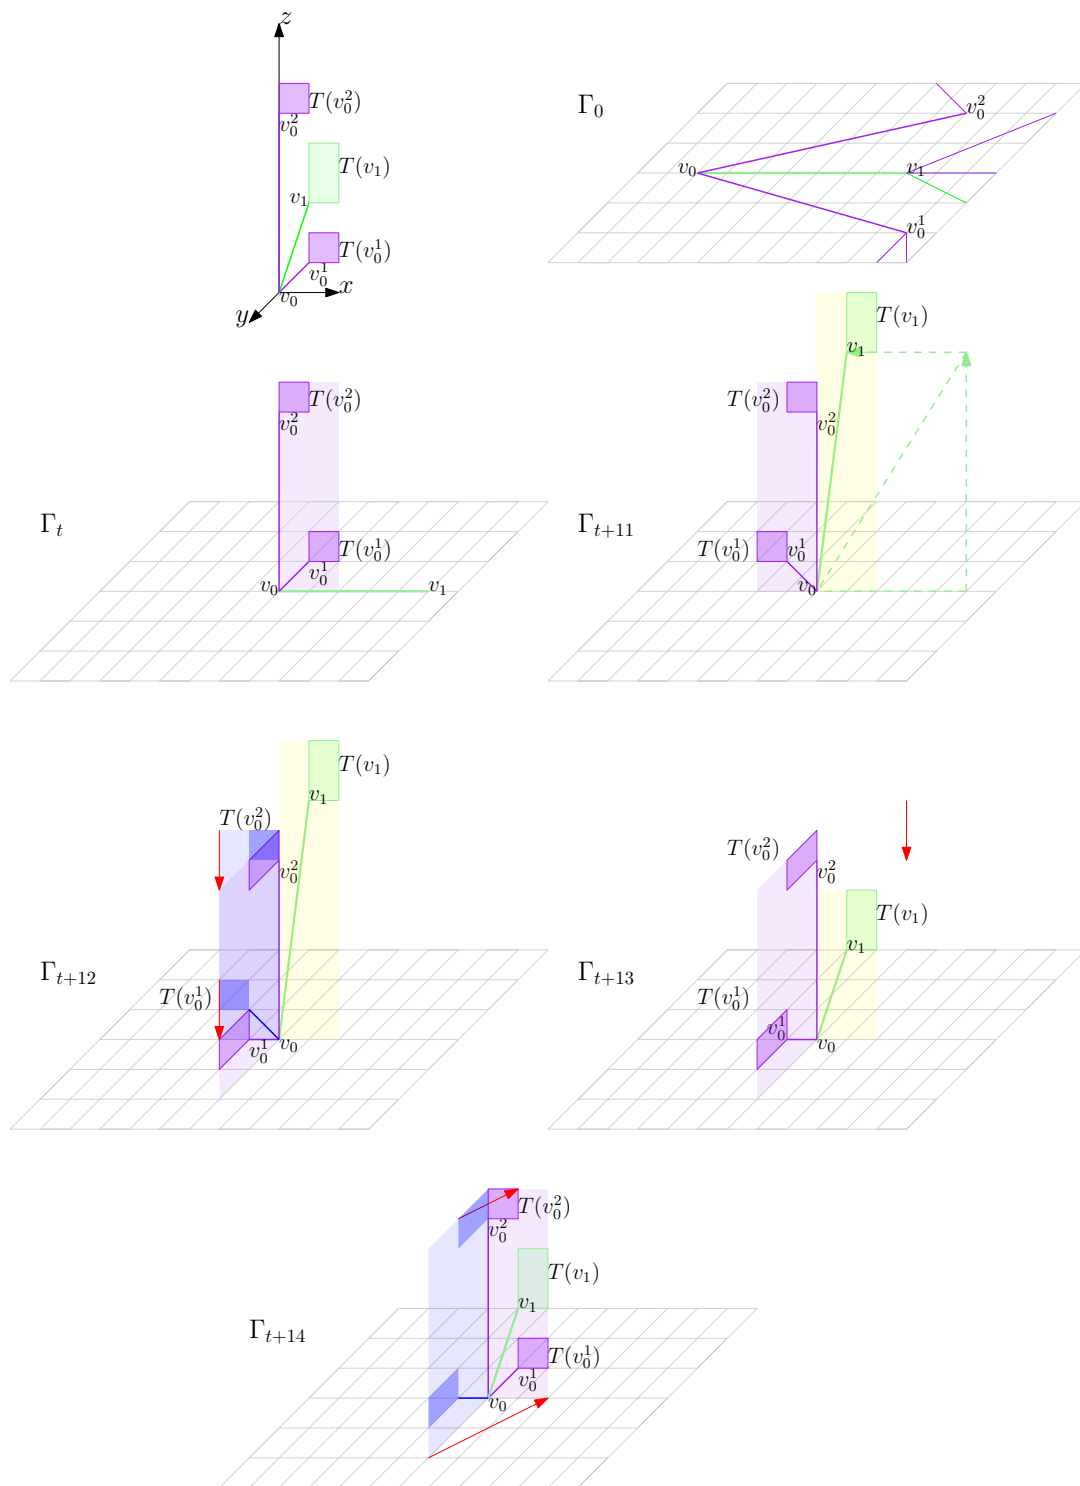 z
T(v_0^2)
v_0^2
T(v_1)
v_1
T(v_0^1)
v_0^1
v_0
x
y
Γ_0
v_0^2
v_0
v_1
v_0^1
Γ_t
T(v_0^2)
v_0^2
T(v_0^1)
v_0^1
v_0
v_1
Γ_{t+11}
T(v_1)
v_1
T(v_0^2)
v_0^2
T(v_0^1)
v_0^1
v_0
Γ_{t+12}
T(v_1)
v_1
T(v_0^2)
v_0^2
T(v_0^1)
v_0^1
v_0
Γ_{t+13}
T(v_0^2)
v_0^2
T(v_1)
v_1
T(v_0^1)
v_0^1
v_0
Γ_{t+14}
T(v_0^2)
v_0^2
T(v_1)
v_1
T(v_0^1)
v_0^1
v_0